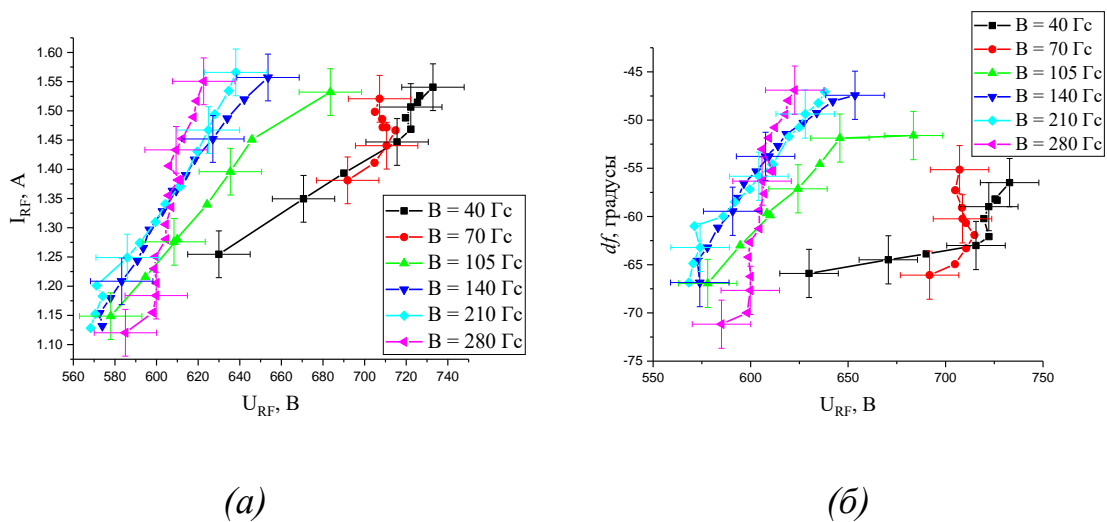 I_RF, A
1.60
1.55
1.50
1.45
1.40
1.35
1.30
1.25
1.20
1.15
1.10
560 580 600 620 640 660 680 700 720 740
U_RF, В
B = 40 Гс
B = 70 Гс
B = 105 Гс
B = 140 Гс
B = 210 Гс
B = 280 Гс
(а)
df, градусы
-45
-50
-55
-60
-65
-70
-75
550 600 650 700 750
U_RF, В
B = 40 Гс
B = 70 Гс
B = 105 Гс
B = 140 Гс
B = 210 Гс
B = 280 Гс
(б)